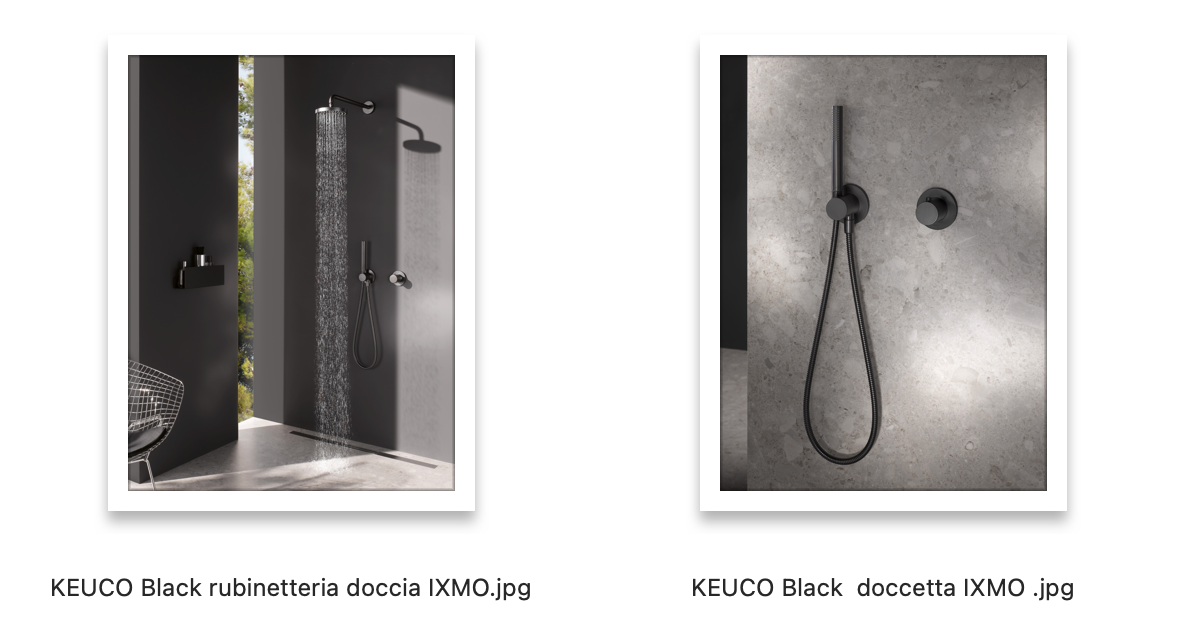 KEUCO Black rubinetteria doccia IXMO.jpg
KEUCO Black  doccetta IXMO .jpg